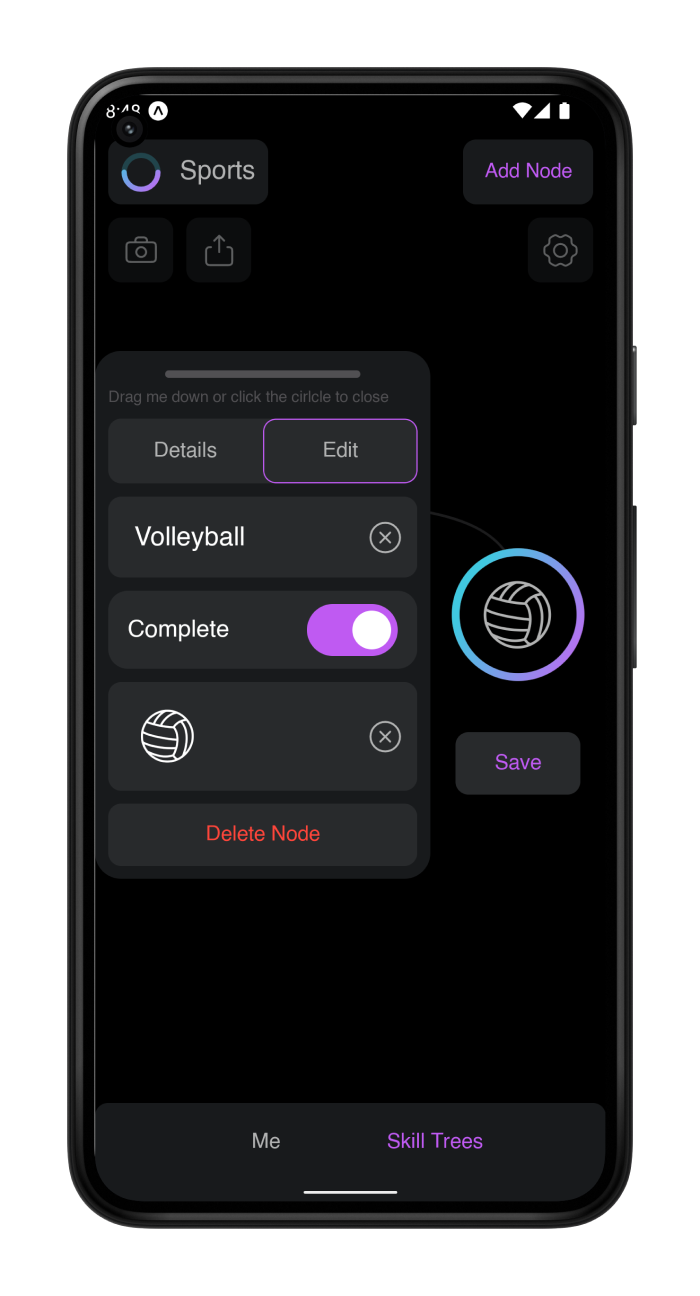 8:48
Sports
Add Node
Drag me down or click the cirlcle to close
Details
Edit
Volleyball
Complete
Save
Delete Node
Me
Skill Trees